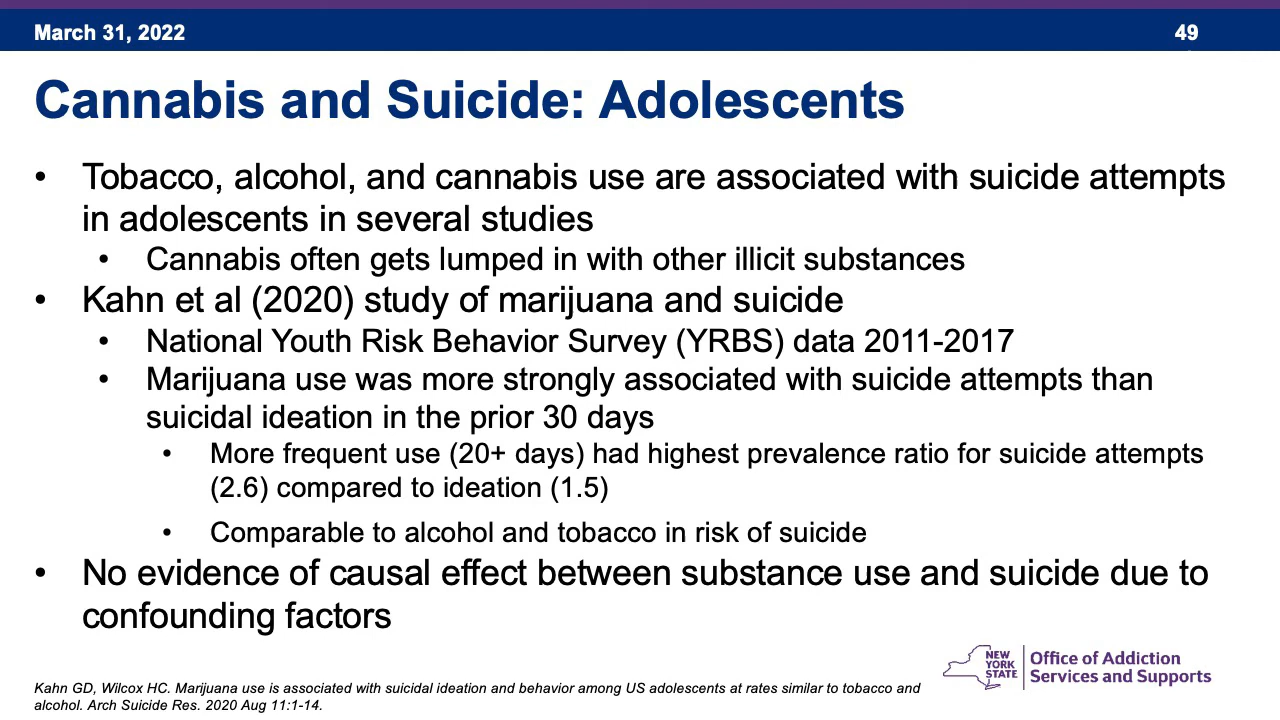 March 31, 2022
49
Cannabis and Suicide: Adolescents
• Tobacco, alcohol, and cannabis use are associated with suicide attempts
in adolescents in several studies
• Cannabis often gets lumped in with other illicit substances
• Kahn et al (2020) study of marijuana and suicide
• National Youth Risk Behavior Survey (YRBS) data 2011-2017
• Marijuana use was more strongly associated with suicide attempts than
suicidal ideation in the prior 30 days
• More frequent use (20+ days) had highest prevalence ratio for suicide attempts
(2.6) compared to ideation (1.5)
• Comparable to alcohol and tobacco in risk of suicide
• No evidence of causal effect between substance use and suicide due to
confounding factors
NEW
YORK
STATE
Office of Addiction
Services and Supports
Kahn GD, Wilcox HC. Marijuana use is associated with suicidal ideation and behavior among US adolescents at rates similar to tobacco and
alcohol. Arch Suicide Res. 2020 Aug 11:1-14.